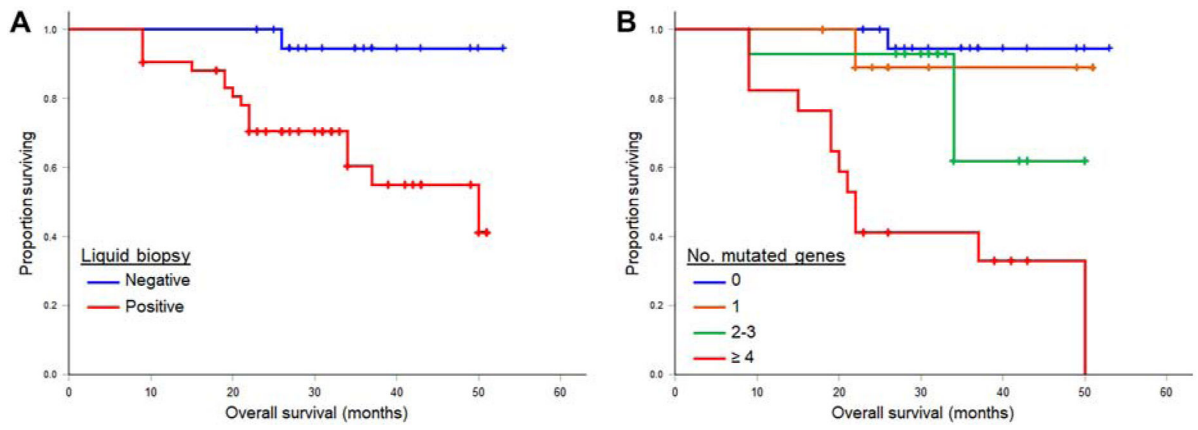 A
Proportion surviving
1.0
0.8
0.6
0.4
0.2
0.0
Liquid biopsy
Negative
Positive
0 10 20 30 40 50 60
Overall survival (months)
B
Proportion surviving
1.0
0.8
0.6
0.4
0.2
0.0
No. mutated genes
0
1
2-3
≥ 4
0 10 20 30 40 50 60
Overall survival (months)